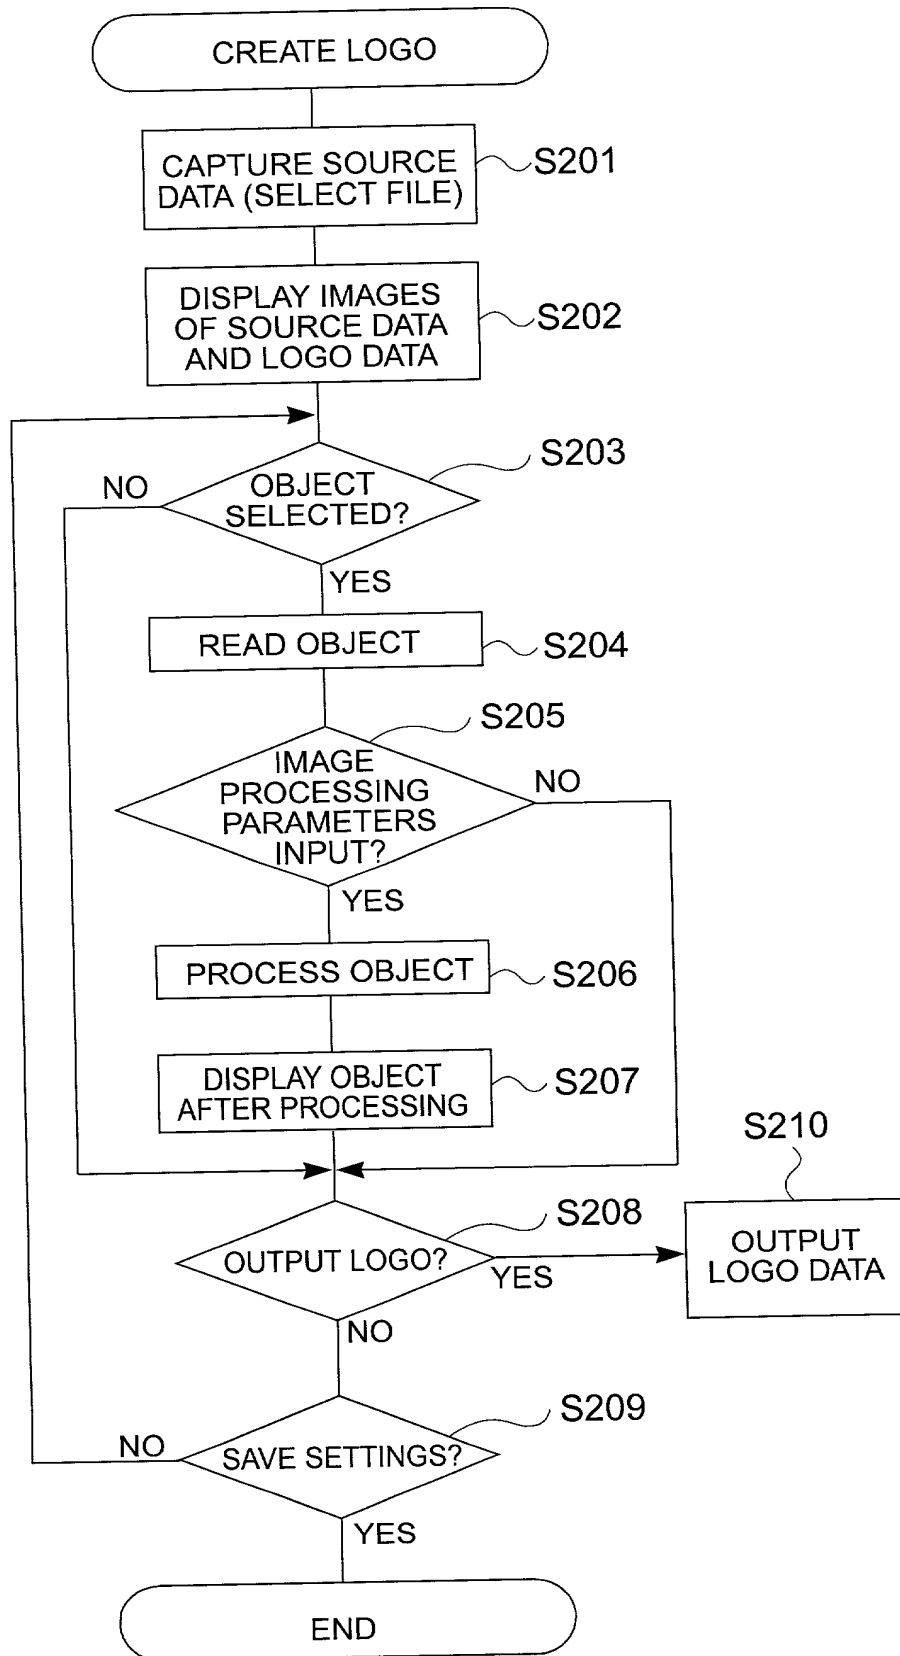 CREATE LOGO
CAPTURE SOURCE
DATA (SELECT FILE)
S201
DISPLAY IMAGES
OF SOURCE DATA
AND LOGO DATA
S202
OBJECT
SELECTED?
S203
NO
YES
READ OBJECT
S204
IMAGE
PROCESSING
PARAMETERS
INPUT?
S205
NO
YES
PROCESS OBJECT
S206
DISPLAY OBJECT
AFTER PROCESSING
S207
OUTPUT LOGO?
S208
YES
NO
S210
OUTPUT
LOGO DATA
SAVE SETTINGS?
S209
NO
YES
END